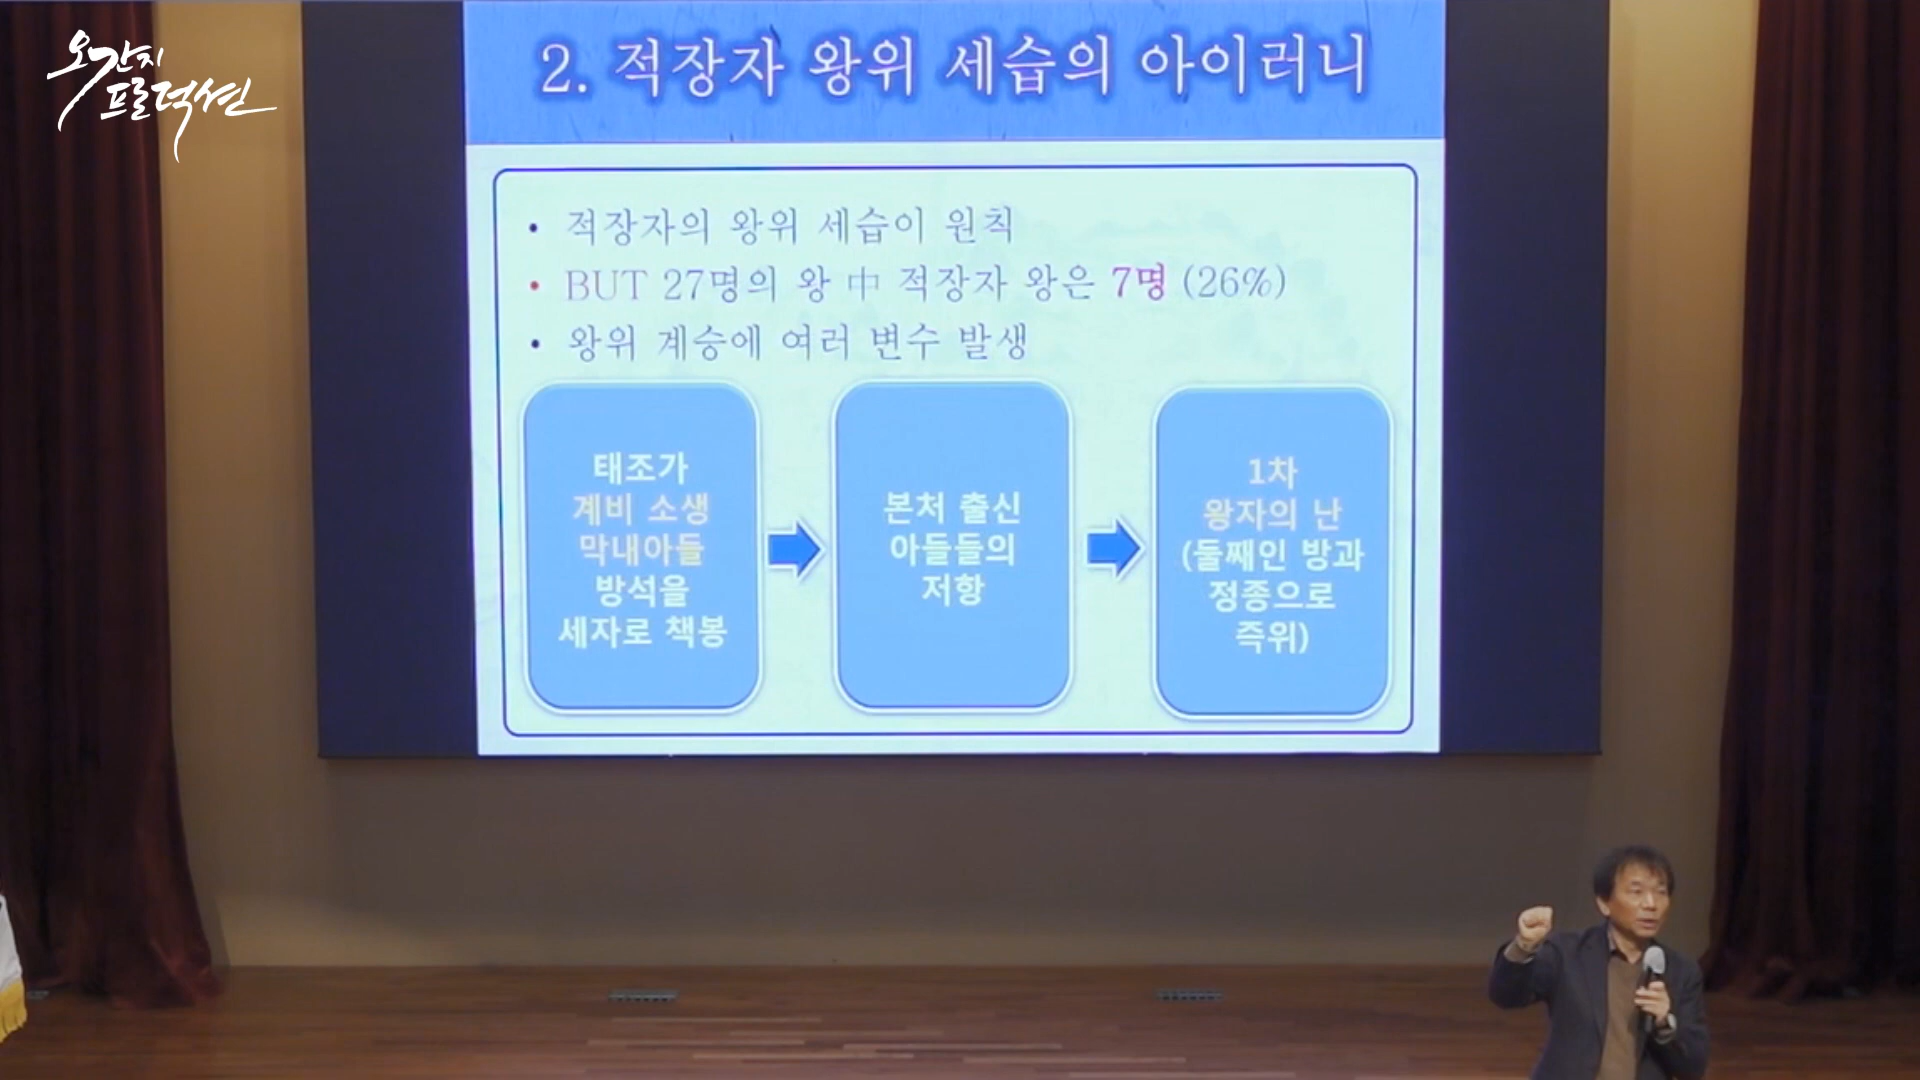 옷간지
프로덕션
2. 적장자 왕위 세습의 아이러니
• 적장자의 왕위 세습이 원칙
• BUT 27명의 왕 中 적장자 왕은 7명 (26%)
• 왕위 계승에 여러 변수 발생
태조가
계비 소생
막내아들
방석을
세자로 책봉
본처 출신
아들들의
저항
1차
왕자의 난
(둘째인 방과
정종으로
즉위)